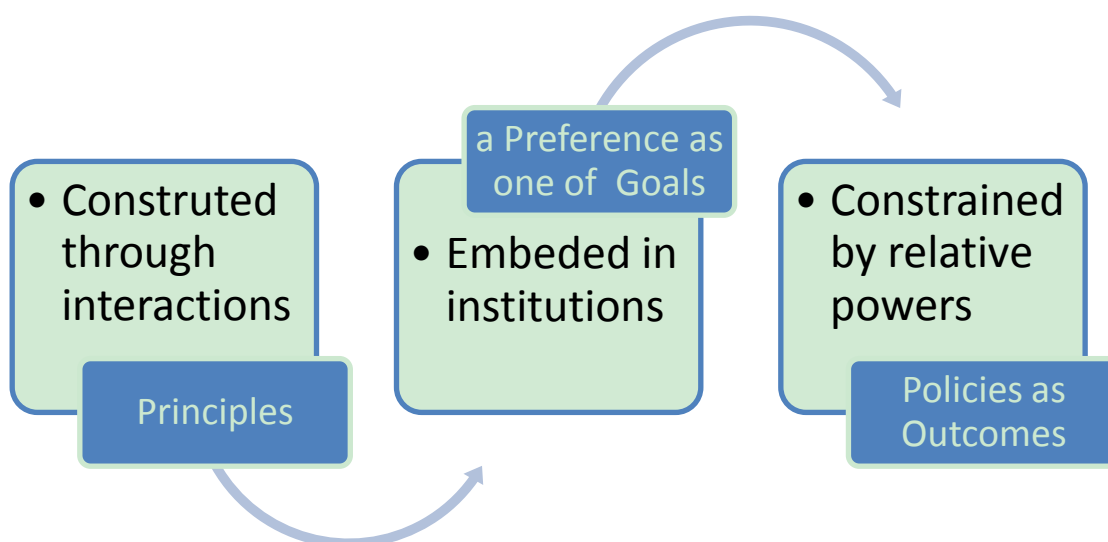 • Construted
through
interactions
Principles
a Preference as
one of Goals
• Embeded in
institutions
• Constrained
by relative
powers
Policies as
Outcomes